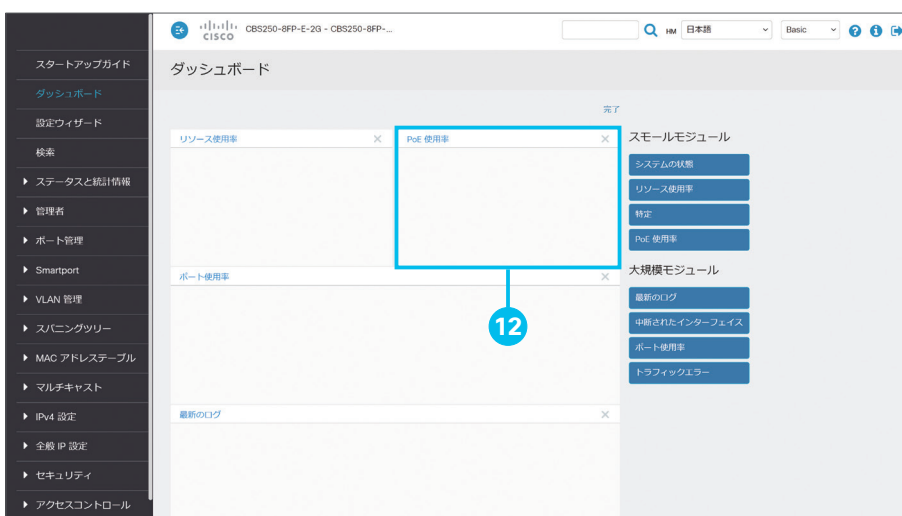 CISCO
CBS250-8FP-E-2G - CBS250-8FP-...
HM 日本語 Basic
スタートアップガイド
ダッシュボード
設定ウィザード
検索
ステータスと統計情報
管理者
ポート管理
Smartport
VLAN 管理
スパニングツリー
MAC アドレステーブル
マルチキャスト
IPv4 設定
全般 IP 設定
セキュリティ
アクセスコントロール
ダッシュボード
完了
リソース使用率
PoE 使用率
ポート使用率
12
最新のログ
スモールモジュール
システムの状態
リソース使用率
特定
PoE 使用率
大規模モジュール
最新のログ
中断されたインターフェイス
ポート使用率
トラフィックエラー